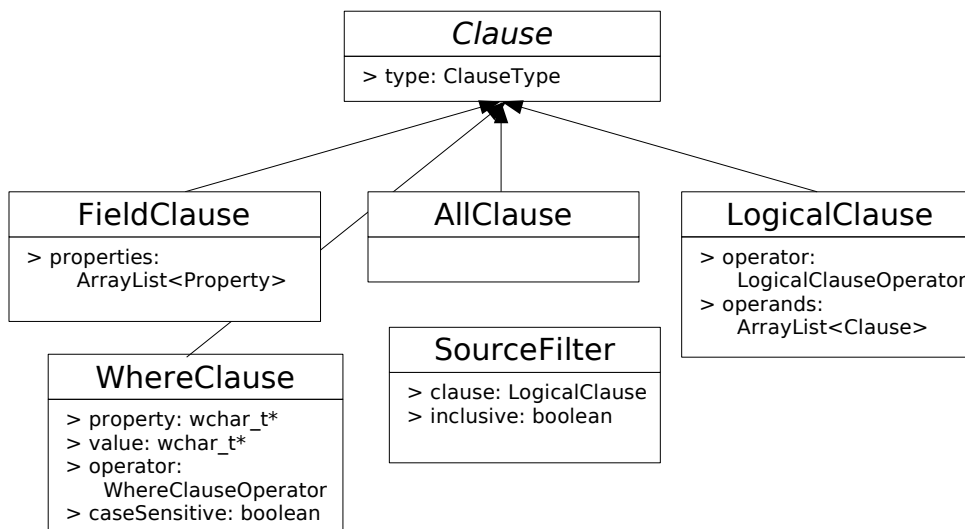 Clause
> type: ClauseType
FieldClause
> properties:
ArrayList<Property>
AllClause
LogicalClause
> operator:
LogicalClauseOperator
> operands:
ArrayList<Clause>
WhereClause
> property: wchar_t*
> value: wchar_t*
> operator:
WhereClauseOperator
> caseSensitive: boolean
SourceFilter
> clause: LogicalClause
> inclusive: boolean